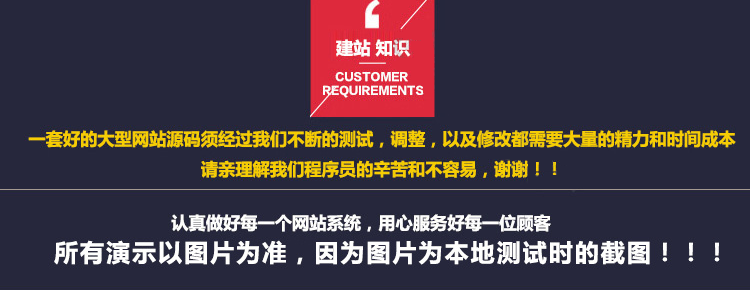 建站 知识
CUSTOMER
REQUIREMENTS
一套好的大型网站源码须经过我们不断的测试，调整，以及修改都需要大量的精力和时间成本
请亲理解我们程序员的辛苦和不容易，谢谢！！
认真做好每一个网站系统，用心服务好每一位顾客
所有演示以图片为准，因为图片为本地测试时的截图！！！